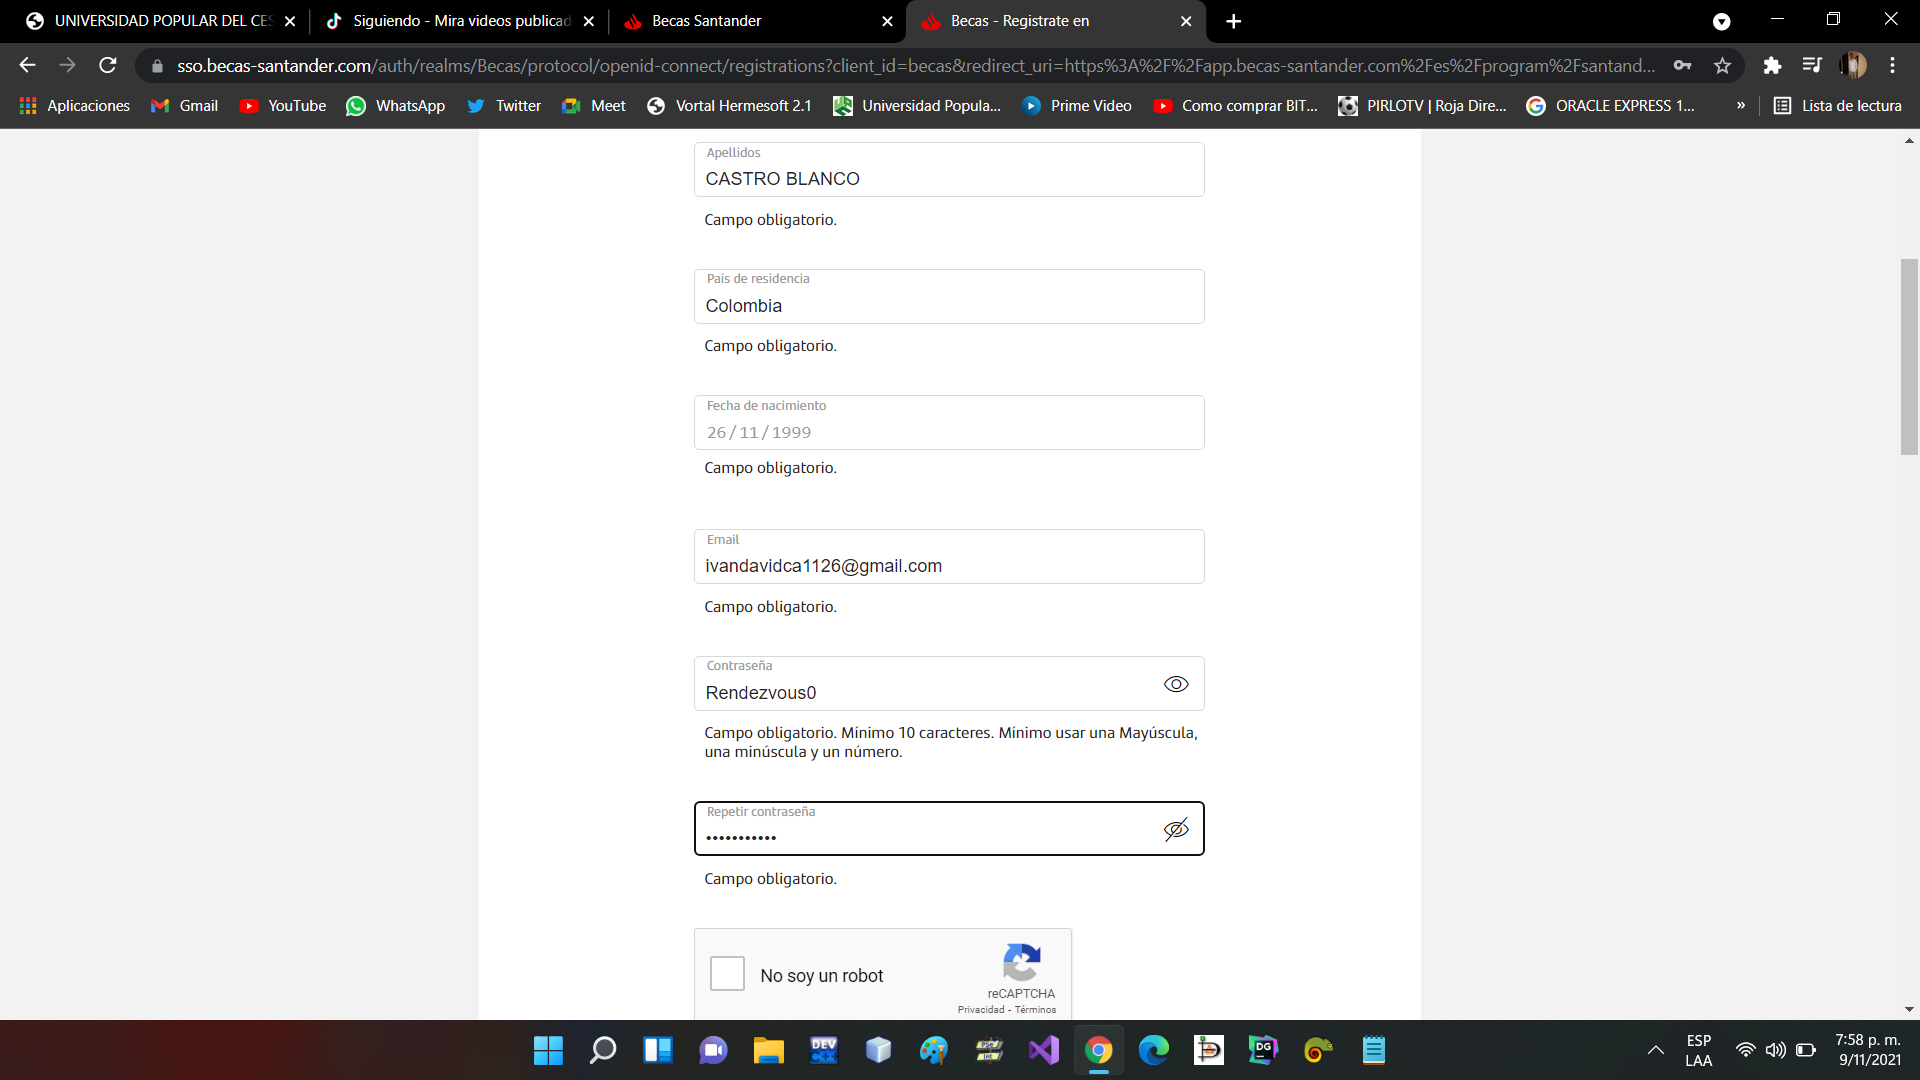 UNIVERSIDAD POPULAR DEL CES
Siguiendo - Mira videos publicad
Becas Santander
Becas - Registrate en
sso.becas-santander.com/auth/realms/Becas/protocol/openid-connect/registrations?client_id=becas&redirect_uri=https%3A%2F%2Fapp.becas-santander.com%2Fes%2Fprogram%2Fsantand...
Aplicaciones
Gmail
YouTube
WhatsApp
Twitter
Meet
Vortal Hermesoft 2.1
Universidad Popula...
Prime Video
Como comprar BIT...
PIRLOTV | Roja Dire...
ORACLE EXPRESS 1...
»
Lista de lectura
Apellidos
CASTRO BLANCO
Campo obligatorio.
País de residencia
Colombia
Campo obligatorio.
Fecha de nacimiento
26 / 11 / 1999
Campo obligatorio.
Email
ivandavidca1126@gmail.com
Campo obligatorio.
Contraseña
Rendezvous0
Campo obligatorio. Mínimo 10 caracteres. Mínimo usar una Mayúscula,
una minúscula y un número.
Repetir contraseña
•••••••••••
Campo obligatorio.
No soy un robot
reCAPTCHA
Privacidad - Términos
DEV
C++
PSe
Int
DG
ESP
LAA
7:58 p. m.
9/11/2021